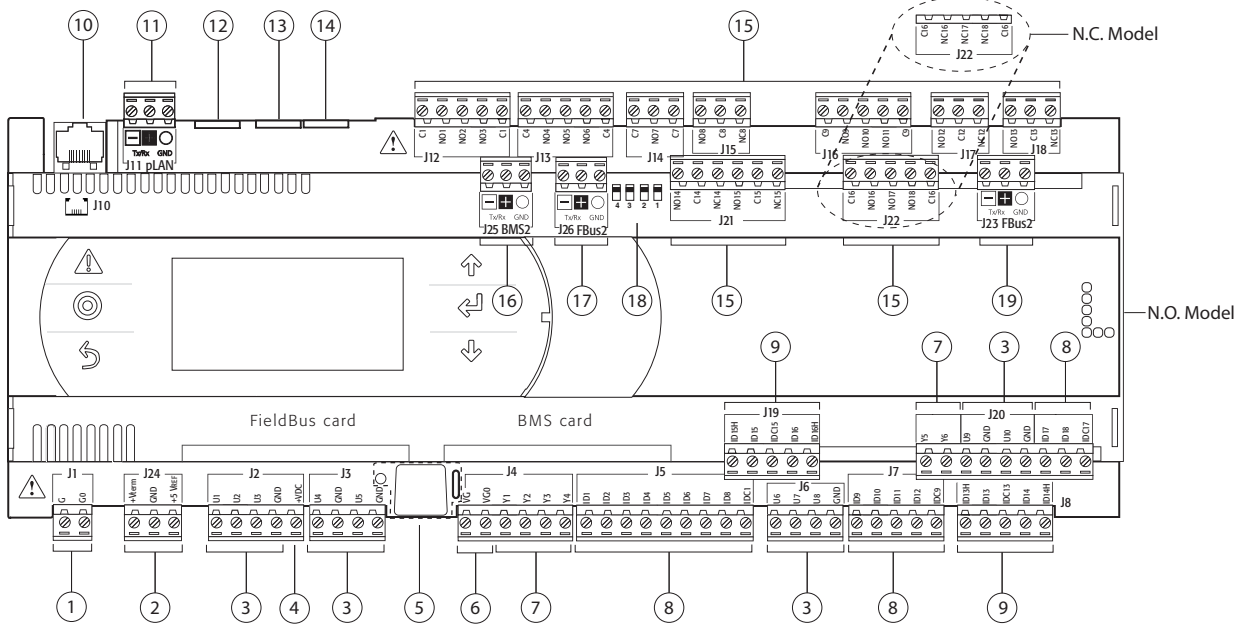 C16 NC16 NC17 NC18 C16
J22
N.C. Model
10 11 12 13 14 15
C1 NO1 NO2 NO3 C1
J12
C4 NO4 NO5 NO6 C4
J13
C7 NO7 C7
J14
NO8 C8 NC8
J15
C9 NO9 NO10 NO11 C9
J16
NO12 C12 NC12
J17
NO13 C13 NC13
J18
Tx/Rx GND
J11 pLAN
J10
Tx/Rx GND
J25 BMS2
Tx/Rx GND
J26 FBus2
4 3 2 1
NO14 C14 NC14 NO15 C15 NC15
J21
C16 NO16 NO17 NO18 C16
J22
Tx/Rx GND
J23 FBus2
16 17 18 15 15 19
N.O. Model
9 7 3 8
J19
ID15H ID15 IDC15 ID16 ID16H
J20
Y5 Y6 U9 GND U10 GND ID17 ID18 IDC17
FieldBus card
BMS card
J1
G G0
J24
+Vterm GND +5 VREF
J2
U1 U2 U3 GND +VDC
J3
U4 GND U5 GND
J4
VG VG0 Y1 Y2 Y3 Y4
J5
ID1 ID2 ID3 ID4 ID5 ID6 ID7 ID8 IDC1
J6
U6 U7 U8 GND
J7
ID9 ID10 ID11 ID12 IDC9
J8
ID13H ID13 IDC13 ID14 ID14H
1 2 3 4 3 5 6 7 8 3 8 9